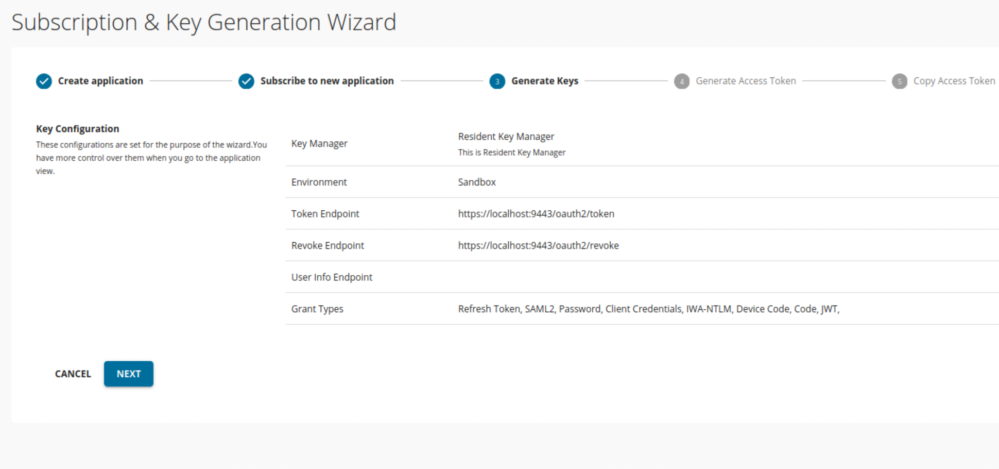 Subscription & Key Generation Wizard
Create application
Subscribe to new application
3 Generate Keys
4 Generate Access Token
5 Copy Access Token
Key Configuration
These configurations are set for the purpose of the wizard.You
have more control over them when you go to the application
view.
Key Manager
Resident Key Manager
This is Resident Key Manager
Environment Sandbox
Token Endpoint https://localhost:9443/oauth2/token
Revoke Endpoint https://localhost:9443/oauth2/revoke
User Info Endpoint
Grant Types Refresh Token, SAML2, Password, Client Credentials, IWA-NTLM, Device Code, Code, JWT,
CANCEL NEXT